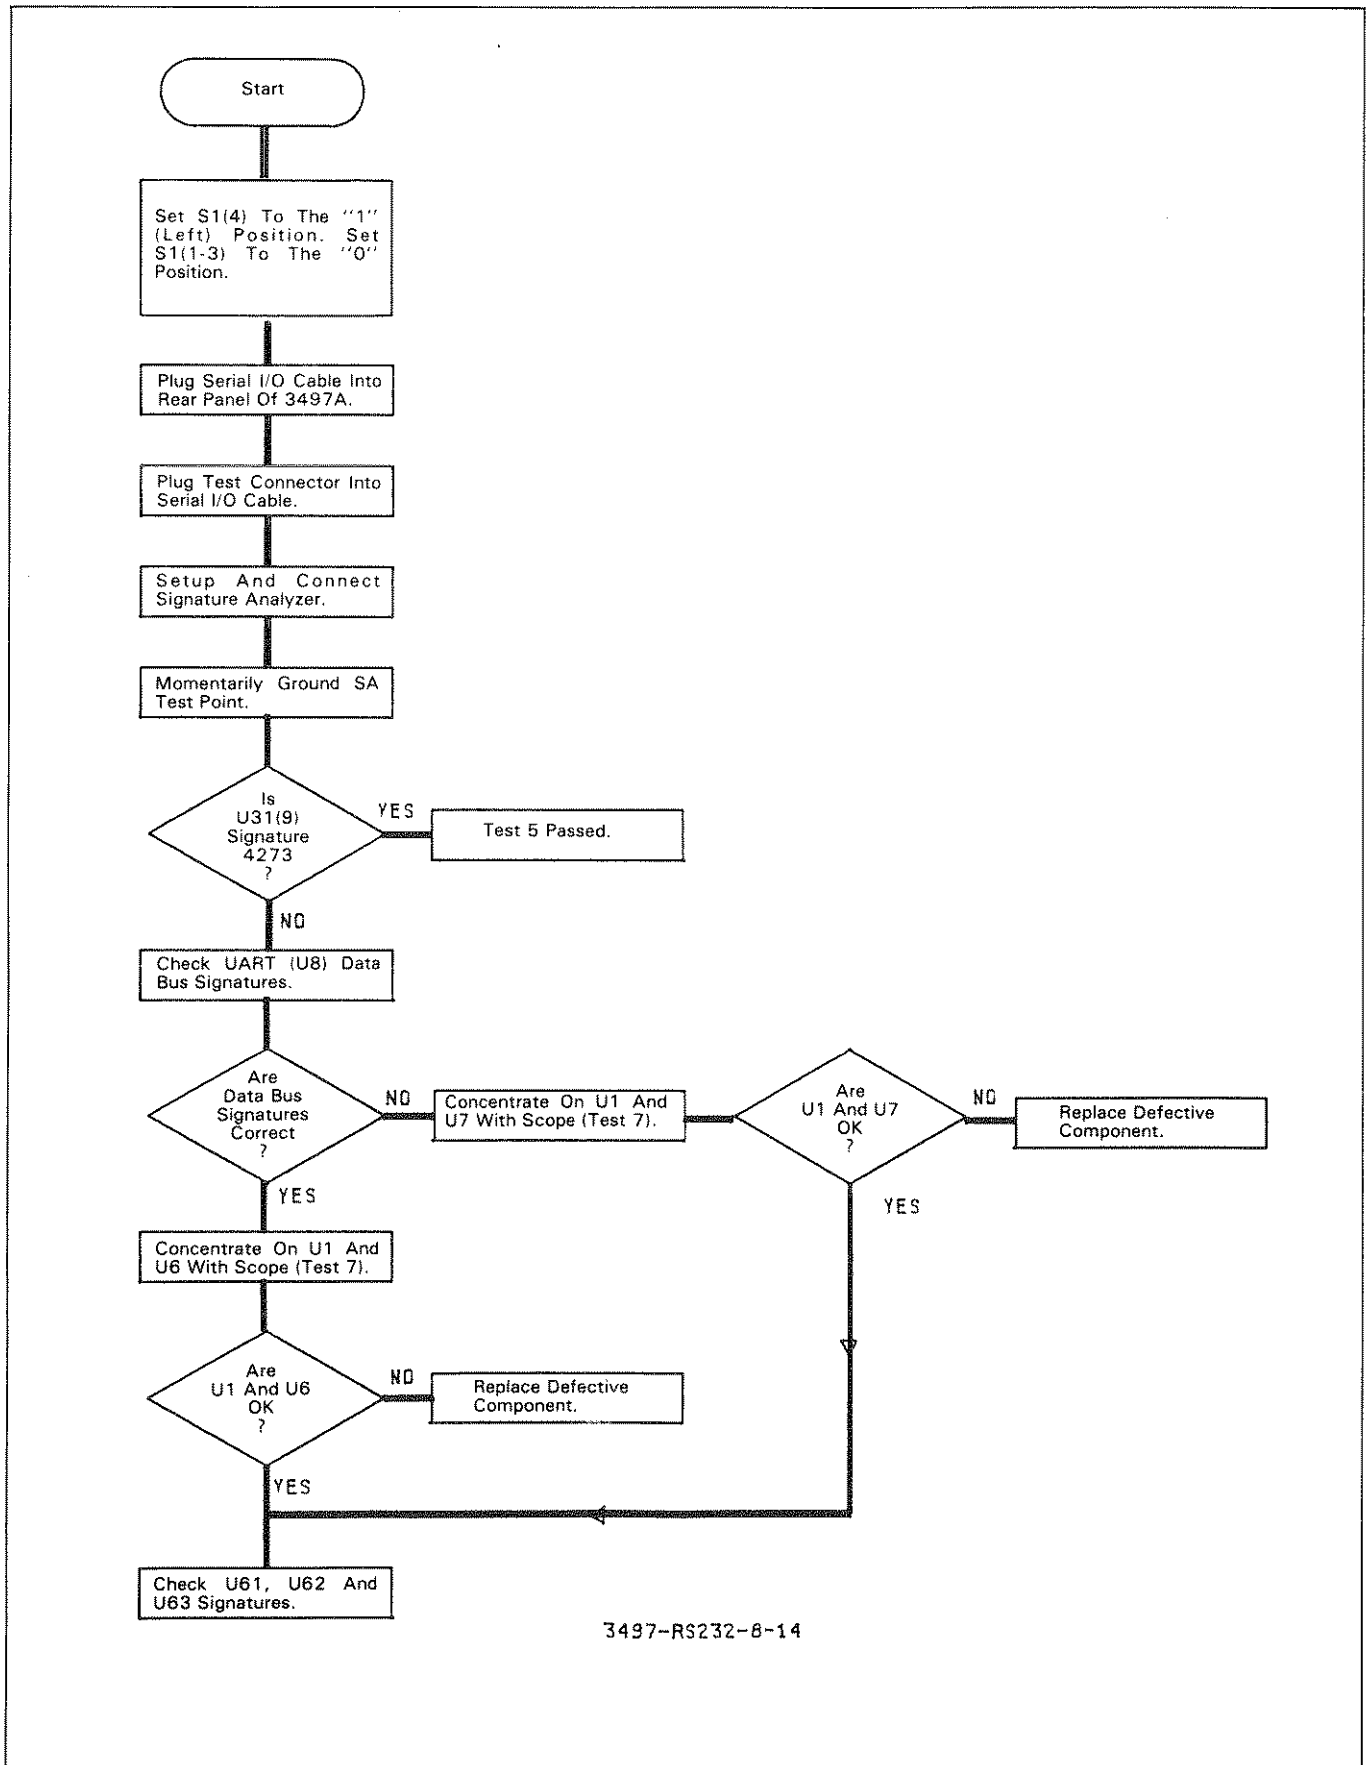 Start
Set S1(4) To The ''1''
(Left) Position. Set
S1(1-3) To The ''0''
Position.
Plug Serial I/O Cable Into
Rear Panel Of 3497A.
Plug Test Connector Into
Serial I/O Cable.
Setup And Connect
Signature Analyzer.
Momentarily Ground SA
Test Point.
Is
U31(9)
Signature
4273
?
YES
Test 5 Passed.
NO
Check UART (U8) Data
Bus Signatures.
Are
Data Bus
Signatures
Correct
?
NO
Concentrate On U1 And
U7 With Scope (Test 7).
Are
U1 And U7
OK
?
NO
Replace Defective
Component.
YES
YES
Concentrate On U1 And
U6 With Scope (Test 7).
Are
U1 And U6
OK
?
NO
Replace Defective
Component.
YES
Check U61, U62 And
U63 Signatures.
3497-RS232-8-14